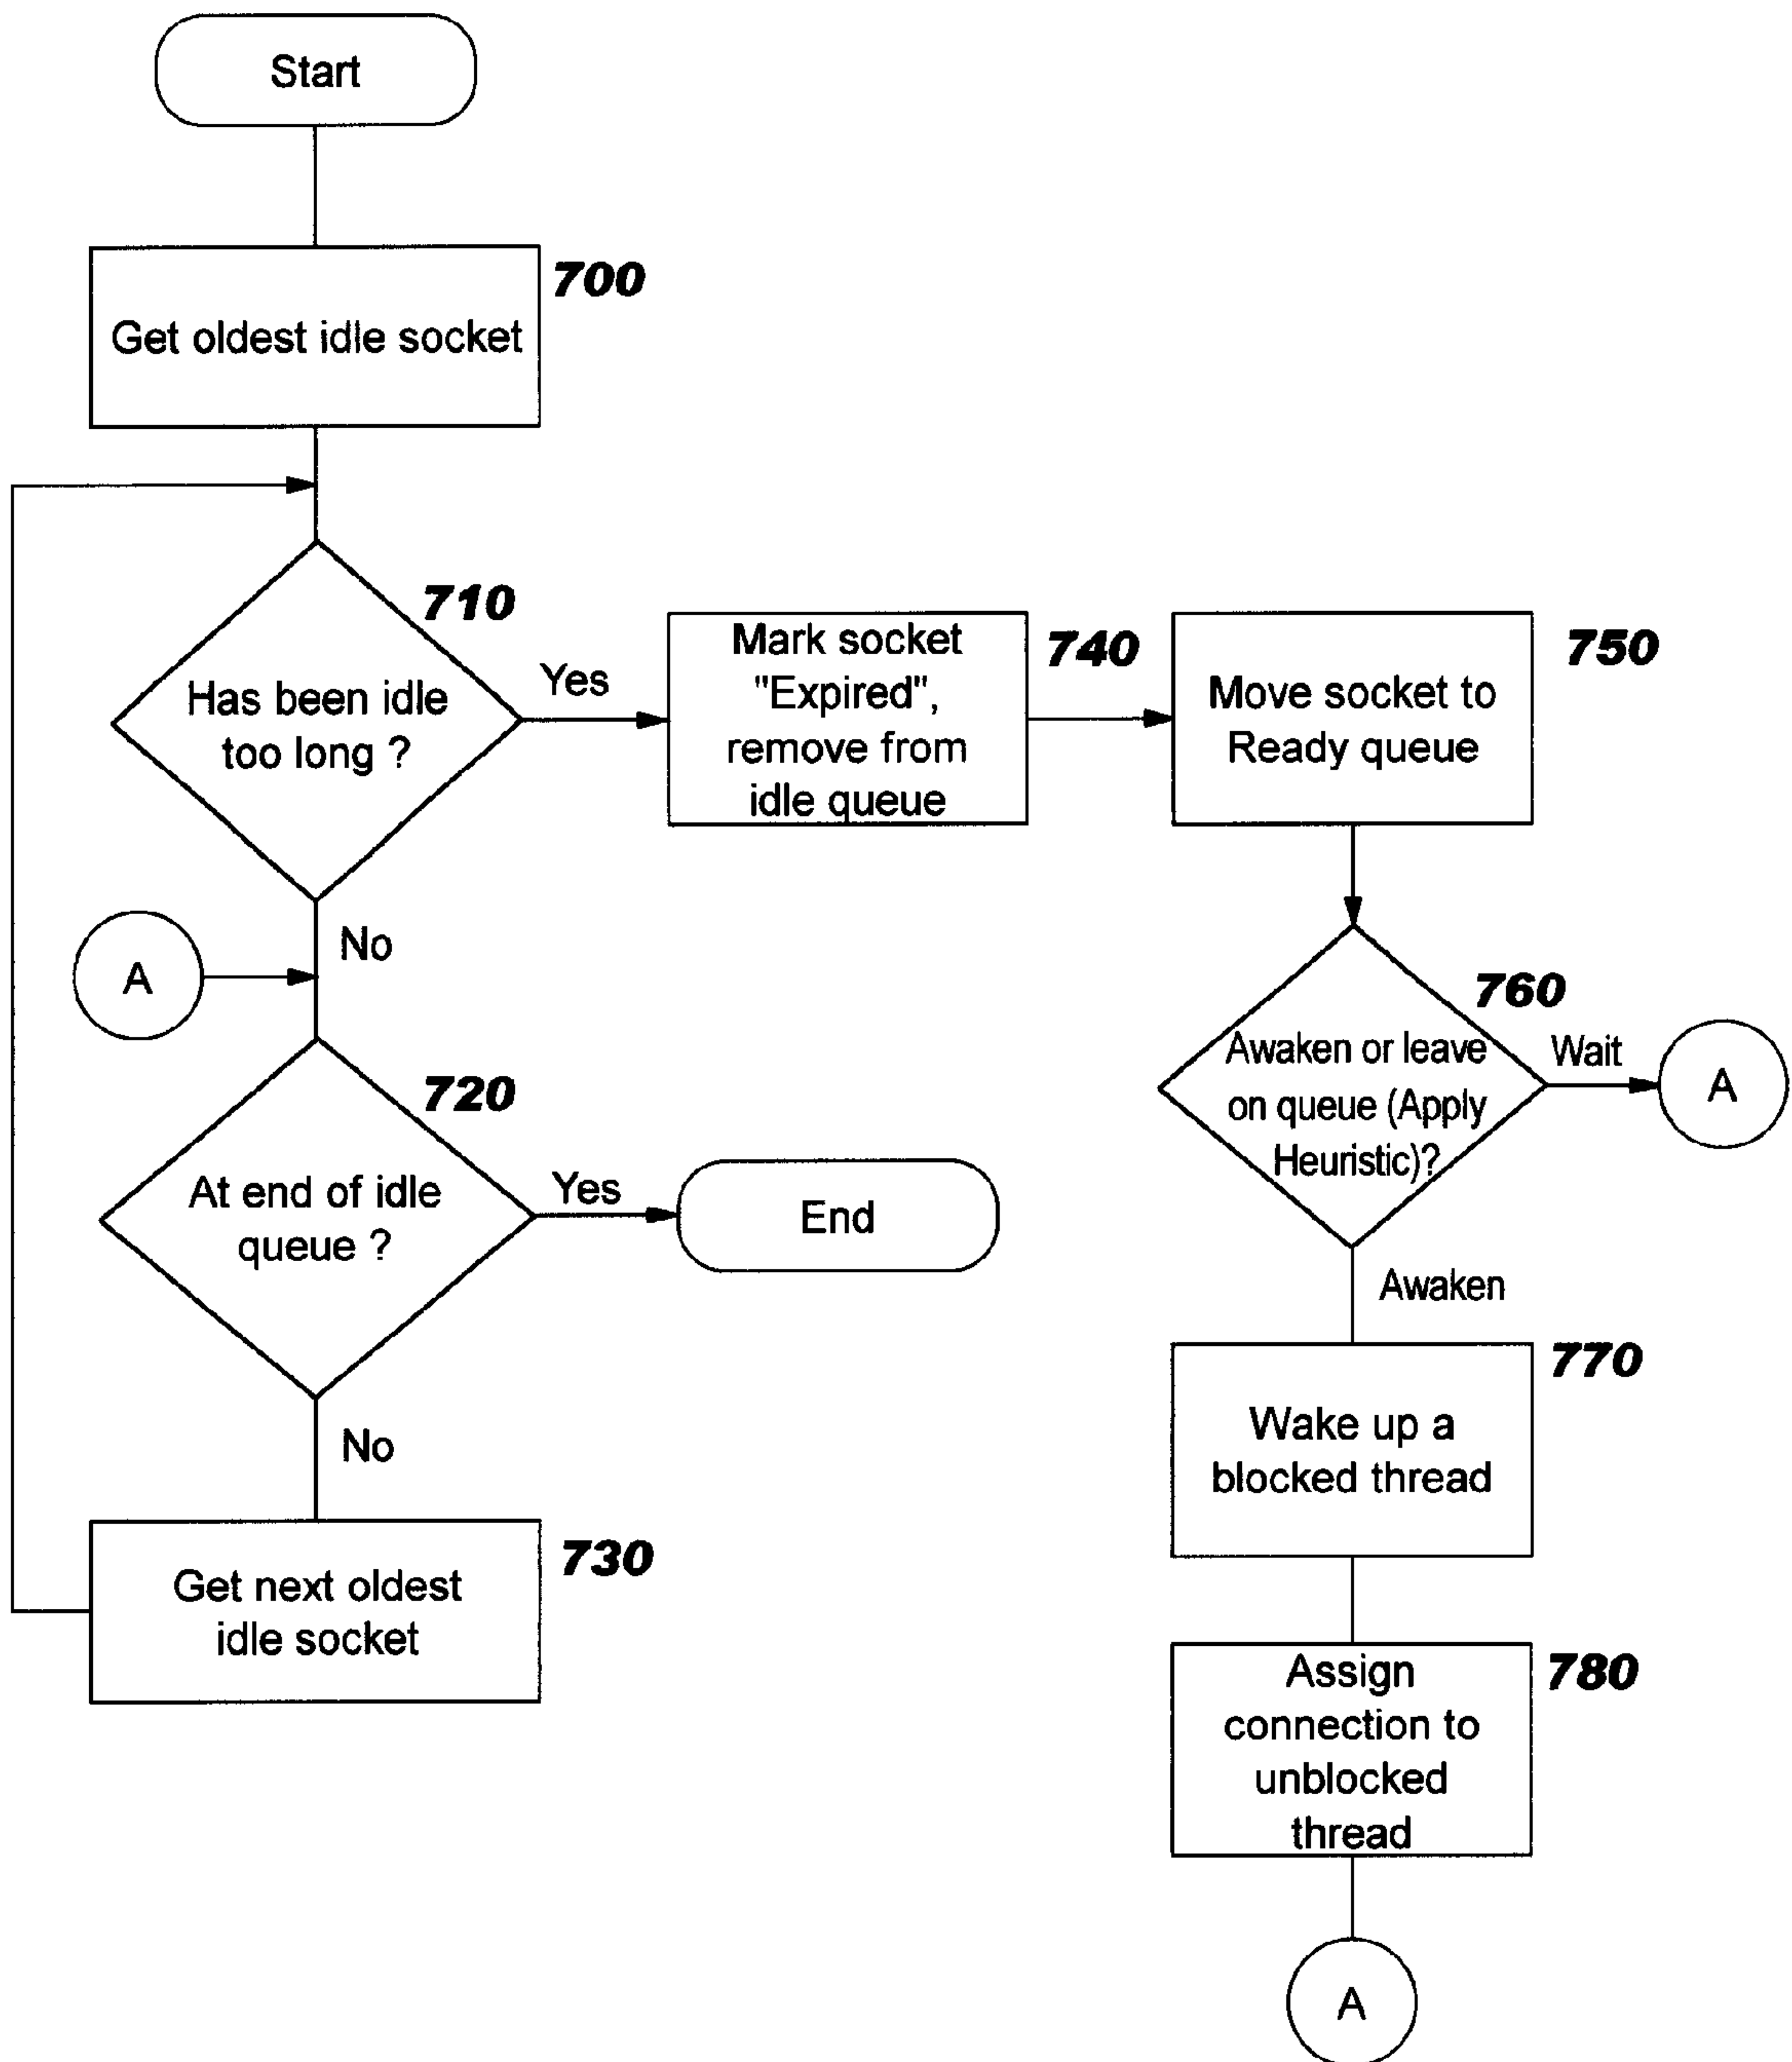 Start
700
Get oldest idle socket
710
Has been idle
too long ?
Yes
No
740
Mark socket
"Expired",
remove from
idle queue
750
Move socket to
Ready queue
A
760
Awaken or leave
on queue (Apply
Heuristic)?
Wait
A
Awaken
720
At end of idle
queue ?
Yes
End
No
770
Wake up a
blocked thread
730
Get next oldest
idle socket
780
Assign
connection to
unblocked
thread
A